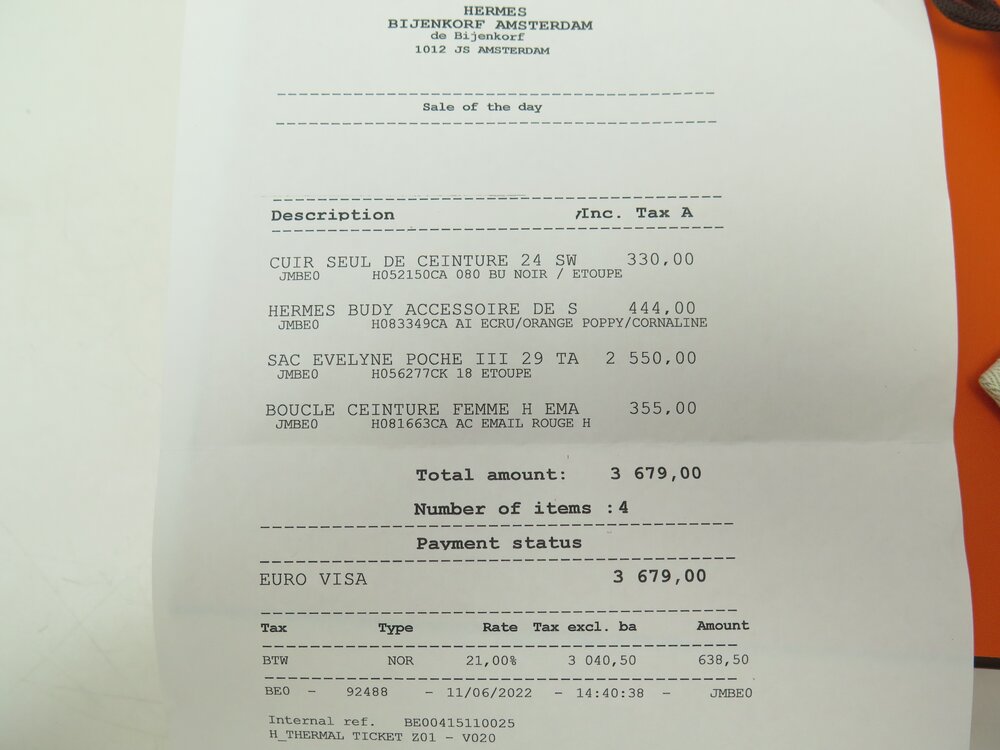 HERMES
BIJENKORF AMSTERDAM
de Bijenkorf
1012 JS AMSTERDAM
Sale of the day
Description ,Inc. Tax A
CUIR SEUL DE CEINTURE 24 SW 330,00
JMBE0 H052150CA 080 BU NOIR / ETOUPE
HERMES BUDY ACCESSOIRE DE S 444,00
JMBE0 H083349CA AI ECRU/ORANGE POPPY/CORNALINE
SAC EVELYNE POCHE III 29 TA 2 550,00
JMBE0 H056277CK 18 ETOUPE
BOUCLE CEINTURE FEMME H EMA 355,00
JMBE0 H081663CA AC EMAIL ROUGE H
Total amount: 3 679,00
Number of items :4
Payment status
EURO VISA 3 679,00
Tax Type Rate Tax excl. ba Amount
BTW NOR 21,00% 3 040,50 638,50
BE0 - 92488 - 11/06/2022 - 14:40:38 - JMBE0
Internal ref. BE00415110025
H_THERMAL TICKET Z01 - V020